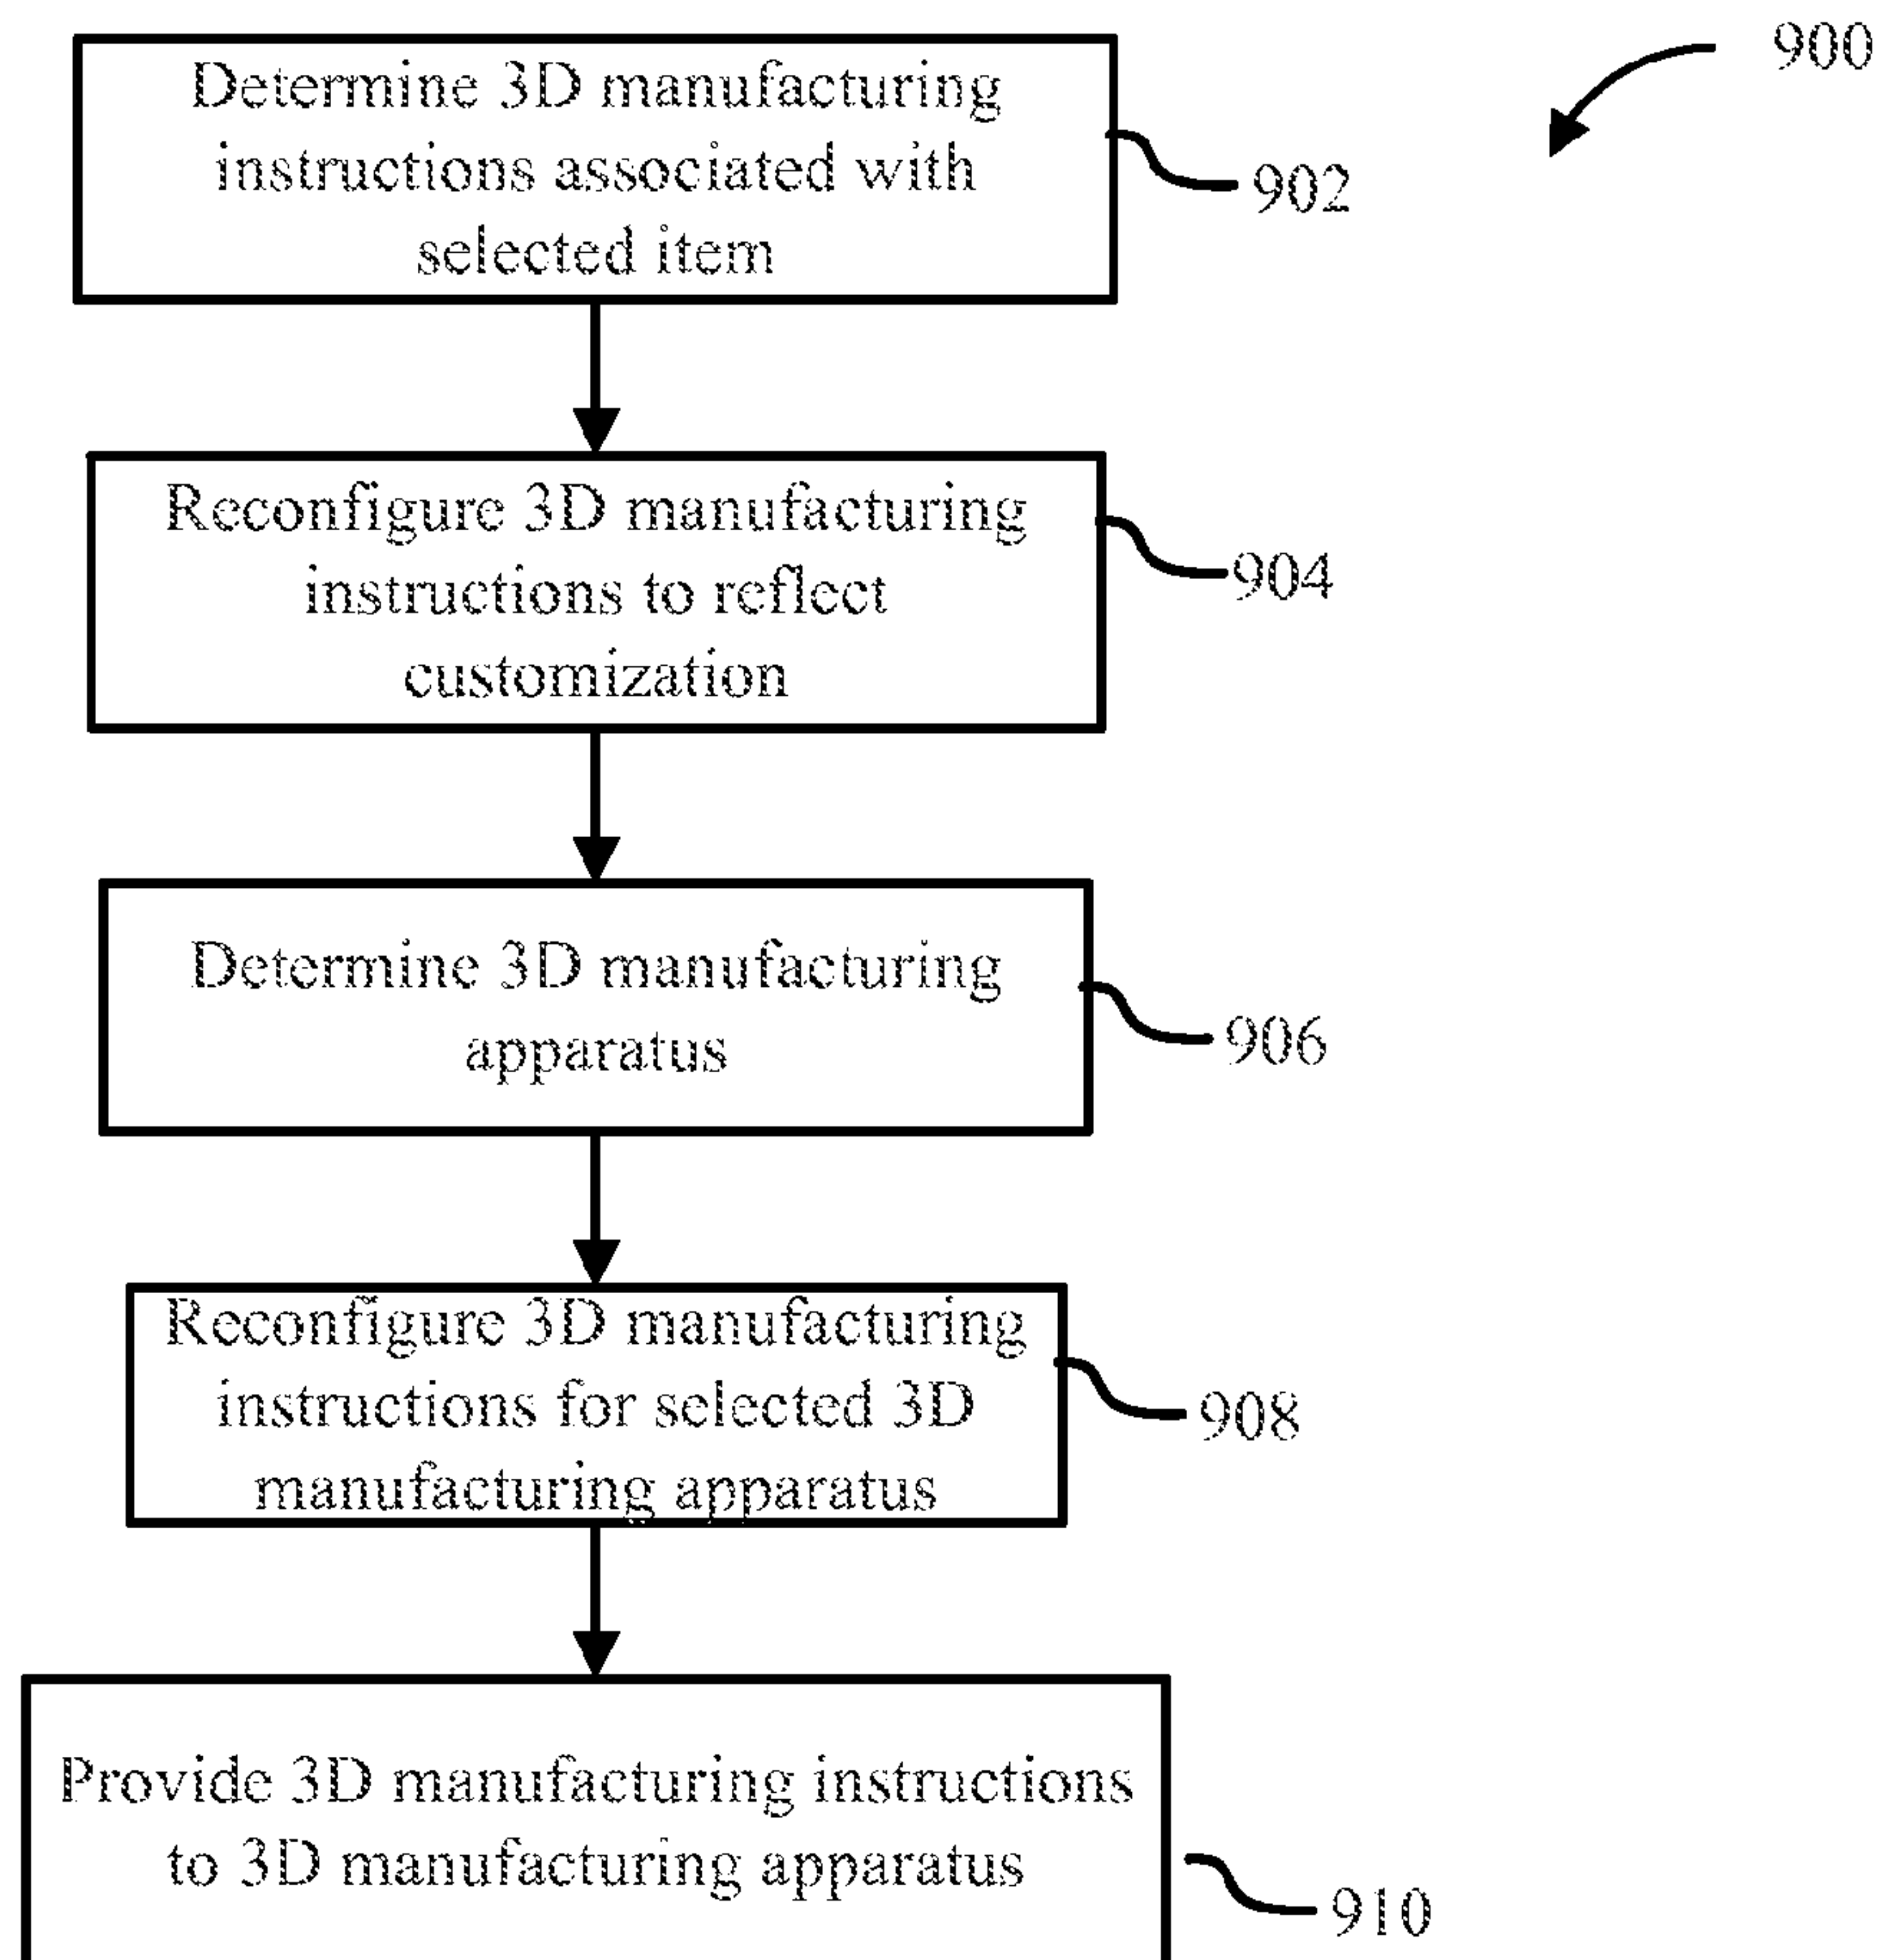 900
Determine 3D manufacturing
instructions associated with
selected item
902
Reconfigure 3D manufacturing
instructions to reflect
customization
904
Determine 3D manufacturing
apparatus
906
Reconfigure 3D manufacturing
instructions for selected 3D
manufacturing apparatus
908
Provide 3D manufacturing instructions
to 3D manufacturing apparatus
910